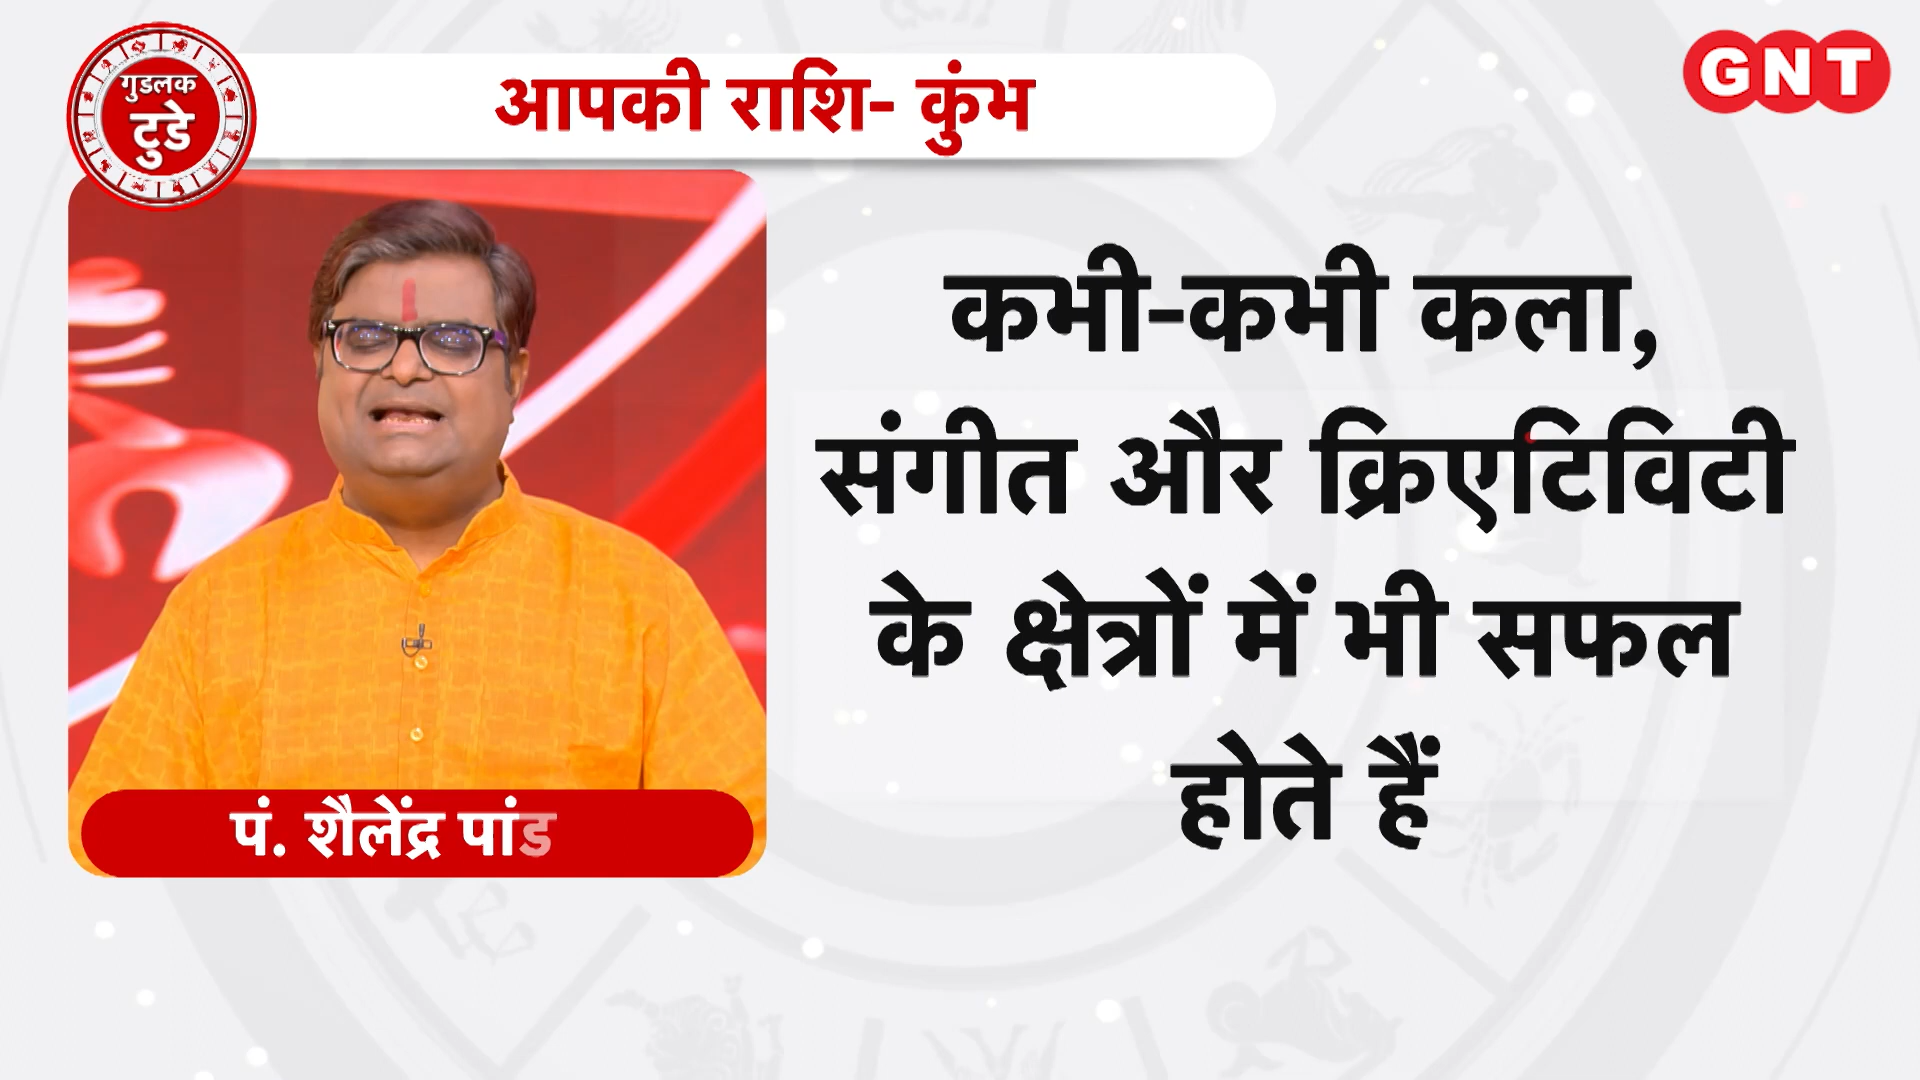 गुडलक
टुडे
आपकी राशि- कुंभ
GNT
कभी-कभी कला,
संगीत और क्रिएटिविटी
के क्षेत्रों में भी सफल
होते हैं
पं. शैलेंद्र पांड